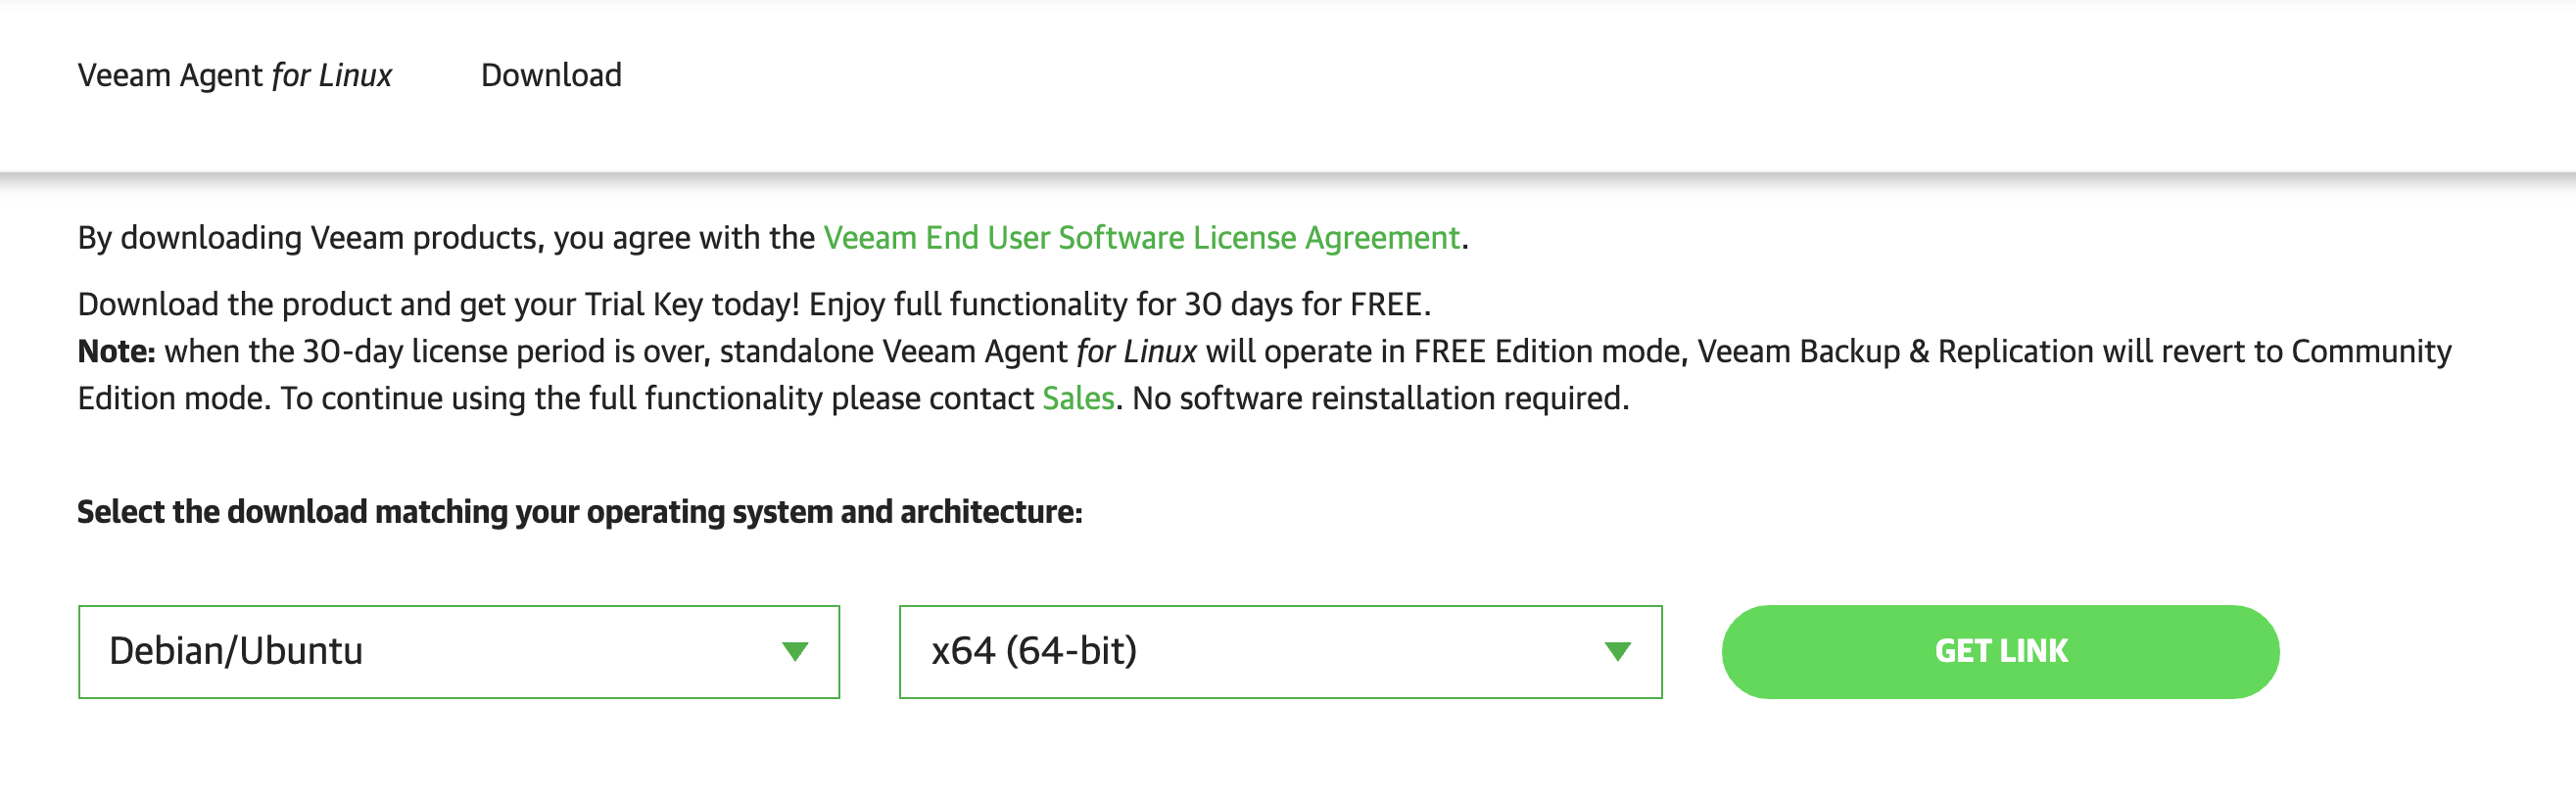 Veeam Agent for Linux Download
By downloading Veeam products, you agree with the Veeam End User Software License Agreement.
Download the product and get your Trial Key today! Enjoy full functionality for 30 days for FREE.
Note: when the 30-day license period is over, standalone Veeam Agent for Linux will operate in FREE Edition mode, Veeam Backup & Replication will revert to Community
Edition mode. To continue using the full functionality please contact Sales. No software reinstallation required.
Select the download matching your operating system and architecture:
Debian/Ubuntu x64 (64-bit) GET LINK